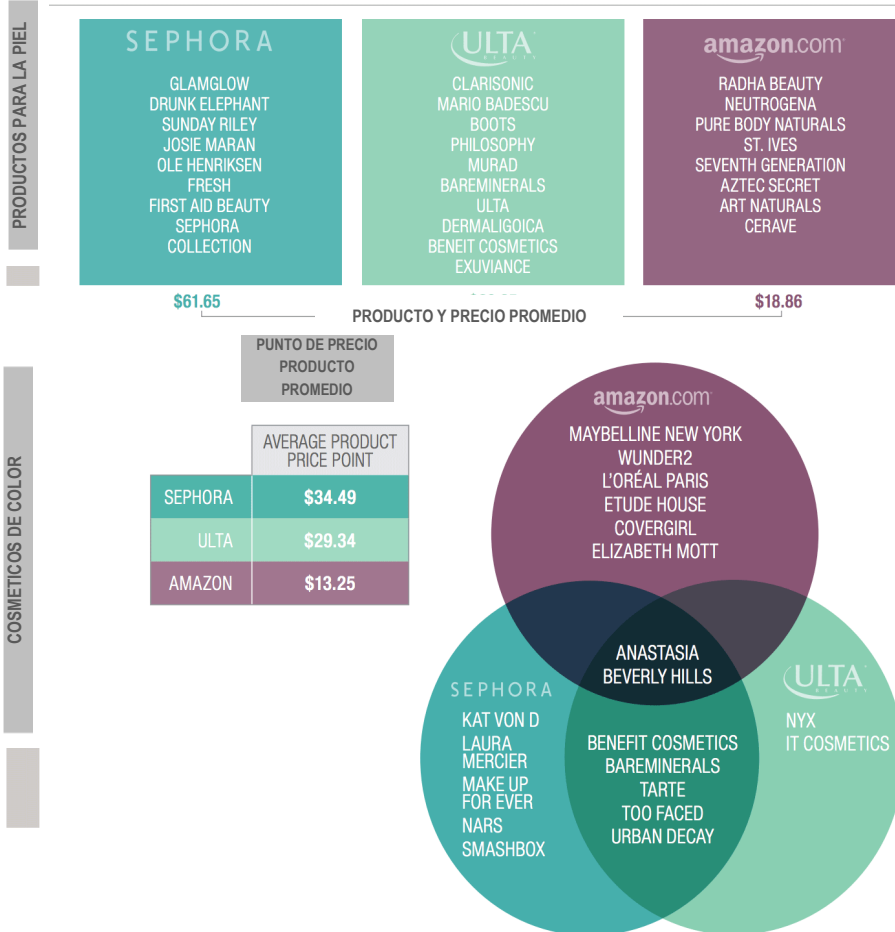 PRODUCTOS PARA LA PIEL
SEPHORA
GLAMGLOW
DRUNK ELEPHANT
SUNDAY RILEY
JOSIE MARAN
OLE HENRIKSEN
FRESH
FIRST AID BEAUTY
SEPHORA
COLLECTION
$61.65
ULTA
BEAUTY
CLARISONIC
MARIO BADESCU
BOOTS
PHILOSOPHY
MURAD
BAREMINERALS
ULTA
DERMALIGOICA
BENEIT COSMETICS
EXUVIANCE
amazon.com
RADHA BEAUTY
NEUTROGENA
PURE BODY NATURALS
ST. IVES
SEVENTH GENERATION
AZTEC SECRET
ART NATURALS
CERAVE
$18.86
PRODUCTO Y PRECIO PROMEDIO
COSMETICOS DE COLOR
PUNTO DE PRECIO
PRODUCTO
PROMEDIO
AVERAGE PRODUCT
PRICE POINT
SEPHORA $34.49
ULTA $29.34
AMAZON $13.25
amazon.com
MAYBELLINE NEW YORK
WUNDER2
L'ORÉAL PARIS
ETUDE HOUSE
COVERGIRL
ELIZABETH MOTT
ANASTASIA
BEVERLY HILLS
SEPHORA
KAT VON D
LAURA
MERCIER
MAKE UP
FOR EVER
NARS
SMASHBOX
BENEFIT COSMETICS
BAREMINERALS
TARTE
TOO FACED
URBAN DECAY
ULTA
BEAUTY
NYX
IT COSMETICS